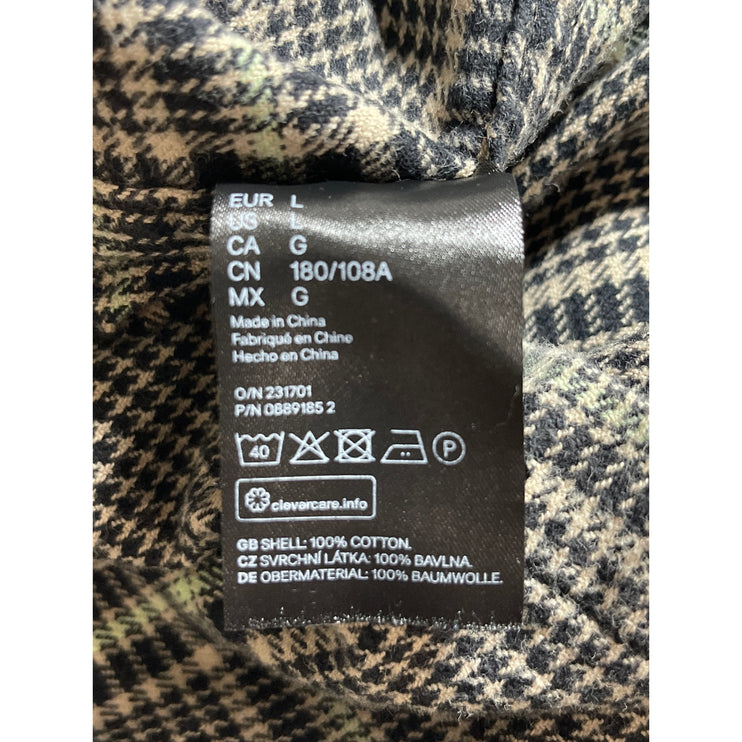 EUR L
US L
CA G
CN 180/108A
MX G
Made in China
Fabriqué en Chine
Hecho en China
O/N 231701
P/N 0889185 2
40 P
clevercare.info
GB SHELL: 100% COTTON.
CZ SVRCHNÍ LÁTKA: 100% BAVLNA.
DE OBERMATERIAL: 100% BAUMWOLLE.